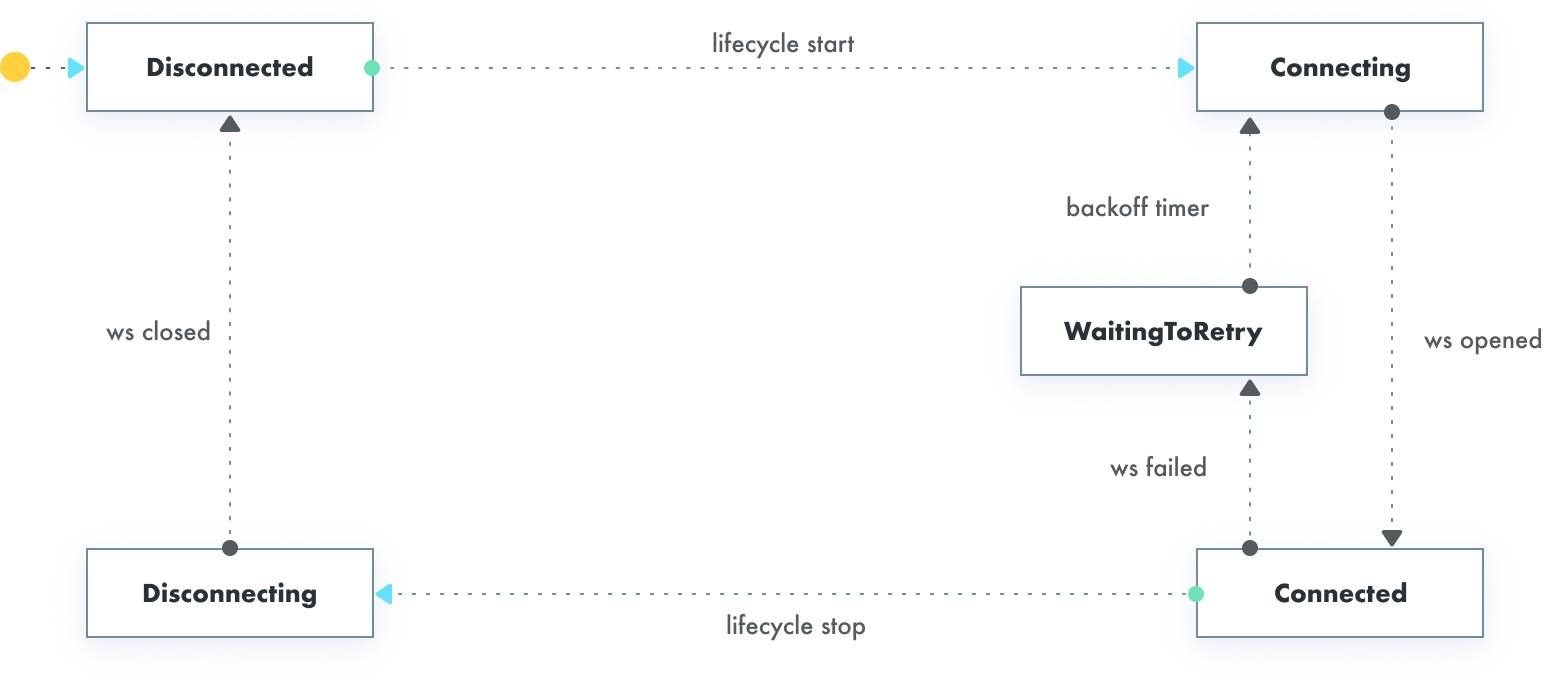 lifecycle start
Disconnected
Connecting
backoff timer
ws closed
WaitingToRetry
ws opened
ws failed
Disconnecting
Connected
lifecycle stop